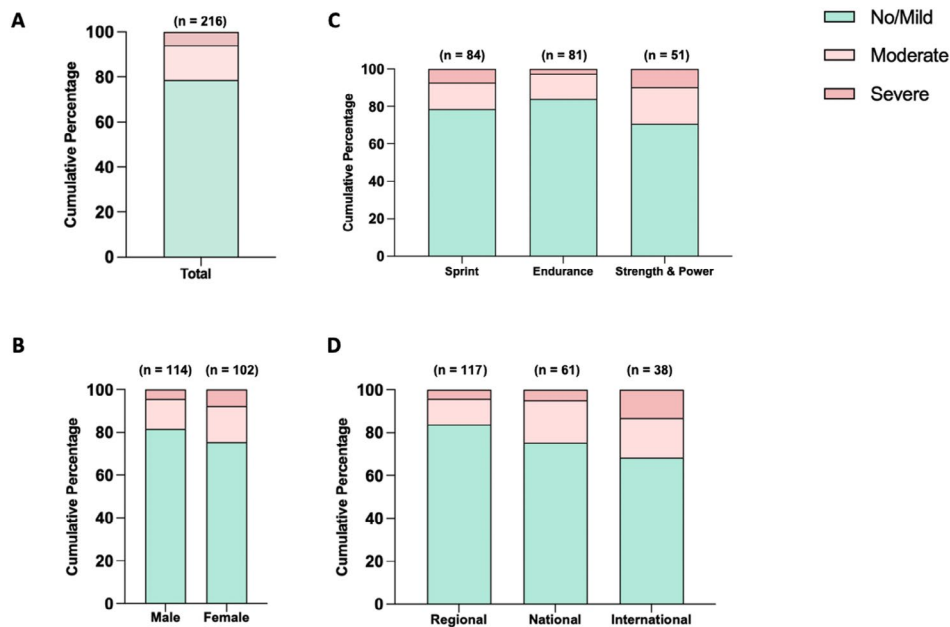 A
(n = 216)
Cumulative Percentage
100
80
60
40
20
0
Total
C
(n = 84) (n = 81) (n = 51)
Cumulative Percentage
100
80
60
40
20
0
Sprint Endurance Strength & Power
No/Mild
Moderate
Severe
B
(n = 114) (n = 102)
Cumulative Percentage
100
80
60
40
20
0
Male Female
D
(n = 117) (n = 61) (n = 38)
Cumulative Percentage
100
80
60
40
20
0
Regional National International